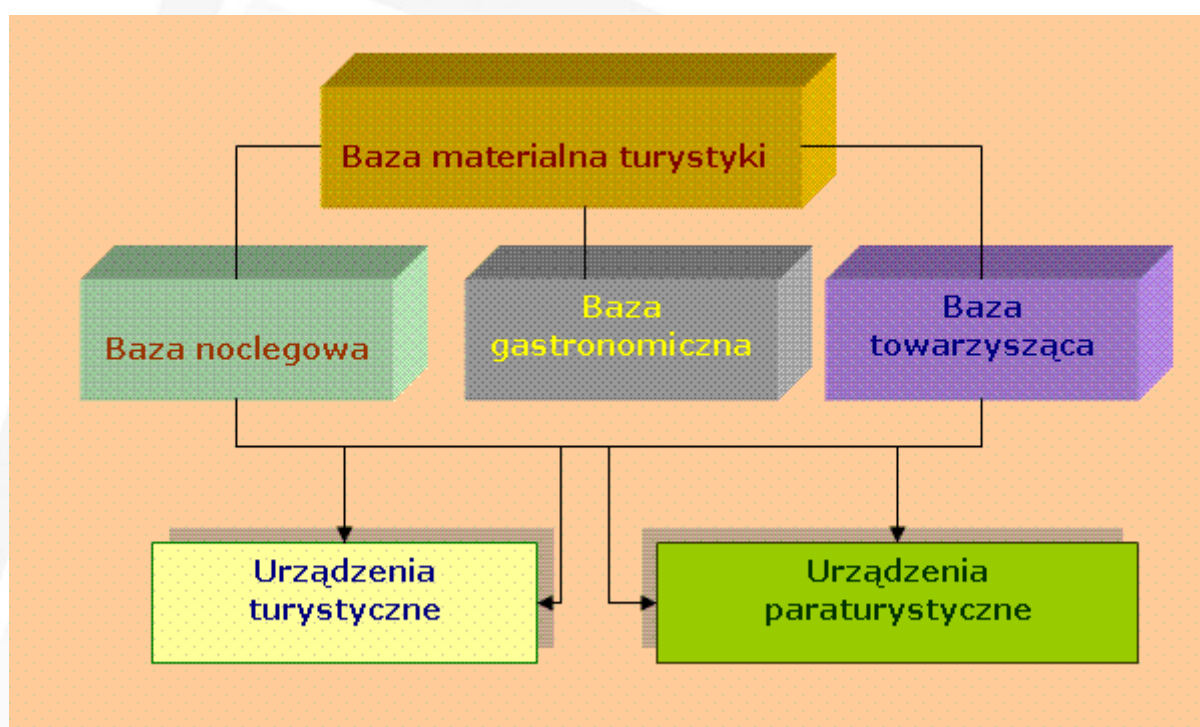 Baza materialna turystyki
Baza noclegowa
Baza
gastronomiczna
Baza
towarzysząca
Urządzenia
turystyczne
Urządzenia
paraturystyczne